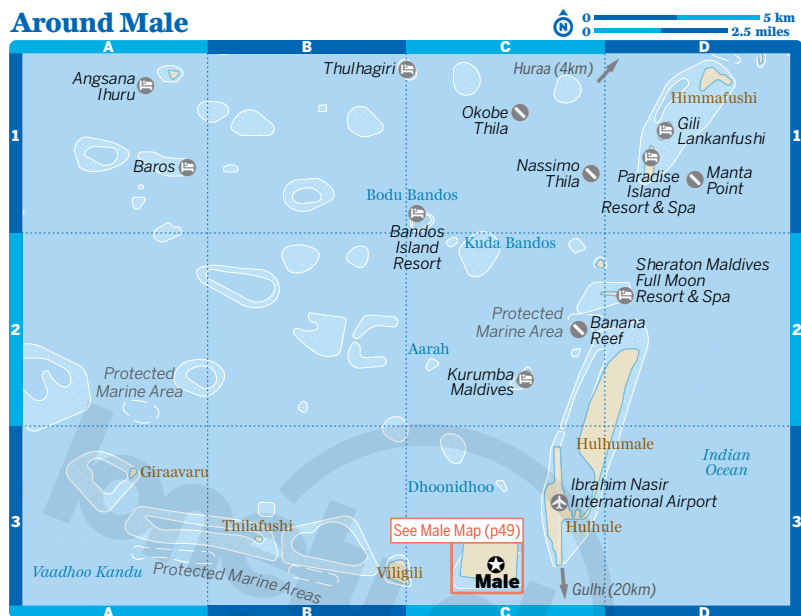 Around Male
N
0 5 km
0 2.5 miles
A B C D
1
2
3
1
2
3
A B C D
Angsana
Ihuru
Thulhagiri
Huraa (4km)
Himmafushi
Okobe
Thila
Gili
Lankanfushi
Baros
Nassimo
Thila
Paradise
Island
Resort & Spa
Manta
Point
Bodu Bandos
Bandos
Island
Resort
Kuda Bandos
Sheraton Maldives
Full Moon
Resort & Spa
Protected
Marine Area
Banana
Reef
Aarah
Protected
Marine Area
Kurumba
Maldives
Hulhumale
Indian
Ocean
Giraavaru
Dhoonidhoo
Ibrahim Nasir
International Airport
Thilafushi
See Male Map (p49)
Hulhule
Vaadhoo Kandu
Protected Marine Areas
Viligili
Male
Gulhi (20km)